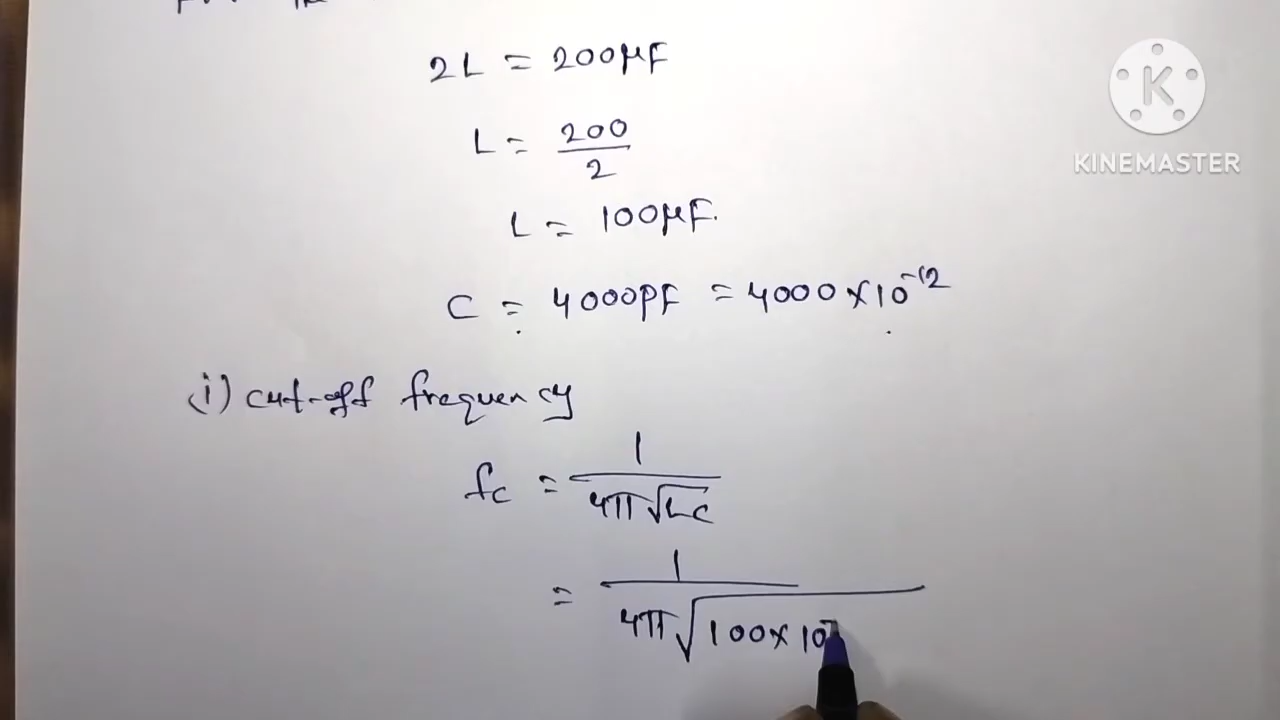 2L = 200μF
K
L = 200/2
KINEMASTER
L = 100μF.
C = 4000PF = 4000 × 10⁻¹²
(i) cut-off frequency
fc = 1/4π√LC
= 1/4π√100×10⁻